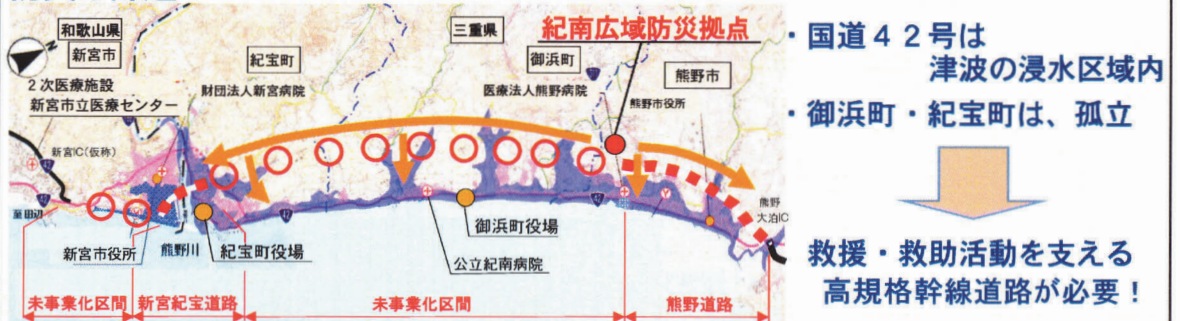 和歌山県
新宮市
2次医療施設
新宮市立医療センター
紀宝町
財団法人新宮病院
三重県
御浜町
医療法人熊野病院
紀南広域防災拠点
熊野市
熊野市役所
新宮IC(仮称)
至田辺
42
42
42
新宮市役所
熊野川
紀宝町役場
御浜町役場
公立紀南病院
熊野
大泊IC
未事業化区間
新宮紀宝道路
未事業化区間
熊野道路
・国道42号は
津波の浸水区域内
・御浜町・紀宝町は、孤立
救援・救助活動を支える
高規格幹線道路が必要!